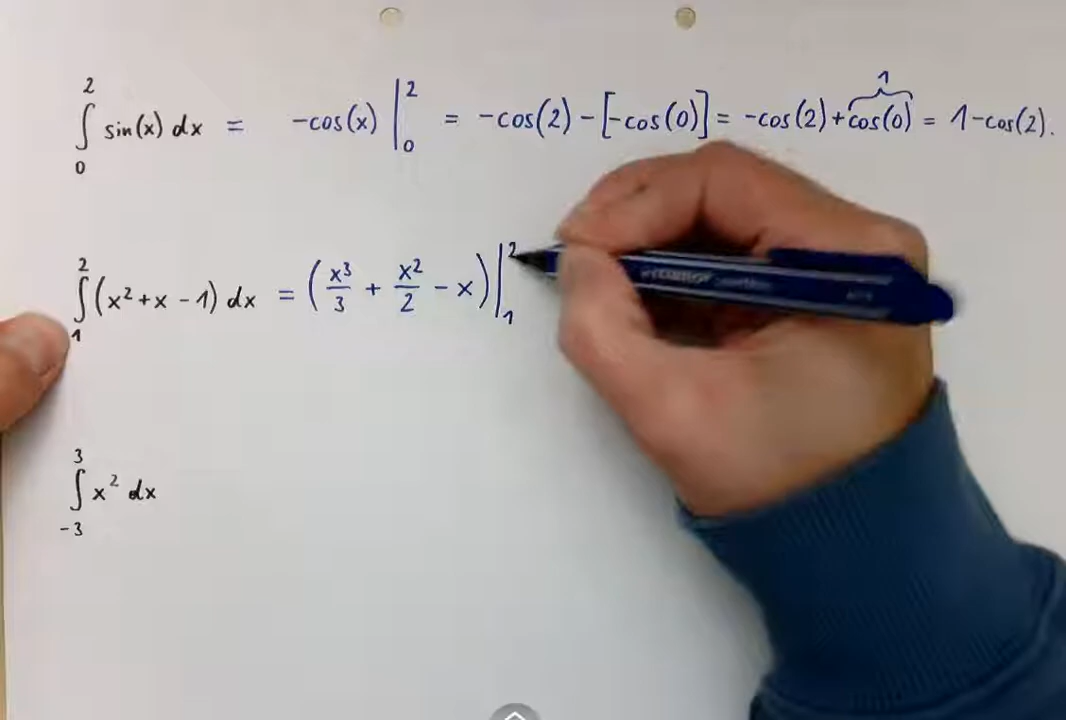 ∫₀² sin(x) dx = -cos(x) |₀² = -cos(2) - [-cos(0)] = -cos(2) + cos(0) = 1 - cos(2).
1
∫₁² (x² + x - 1) dx = (x³/3 + x²/2 - x) |₁²
∫₋₃³ x² dx